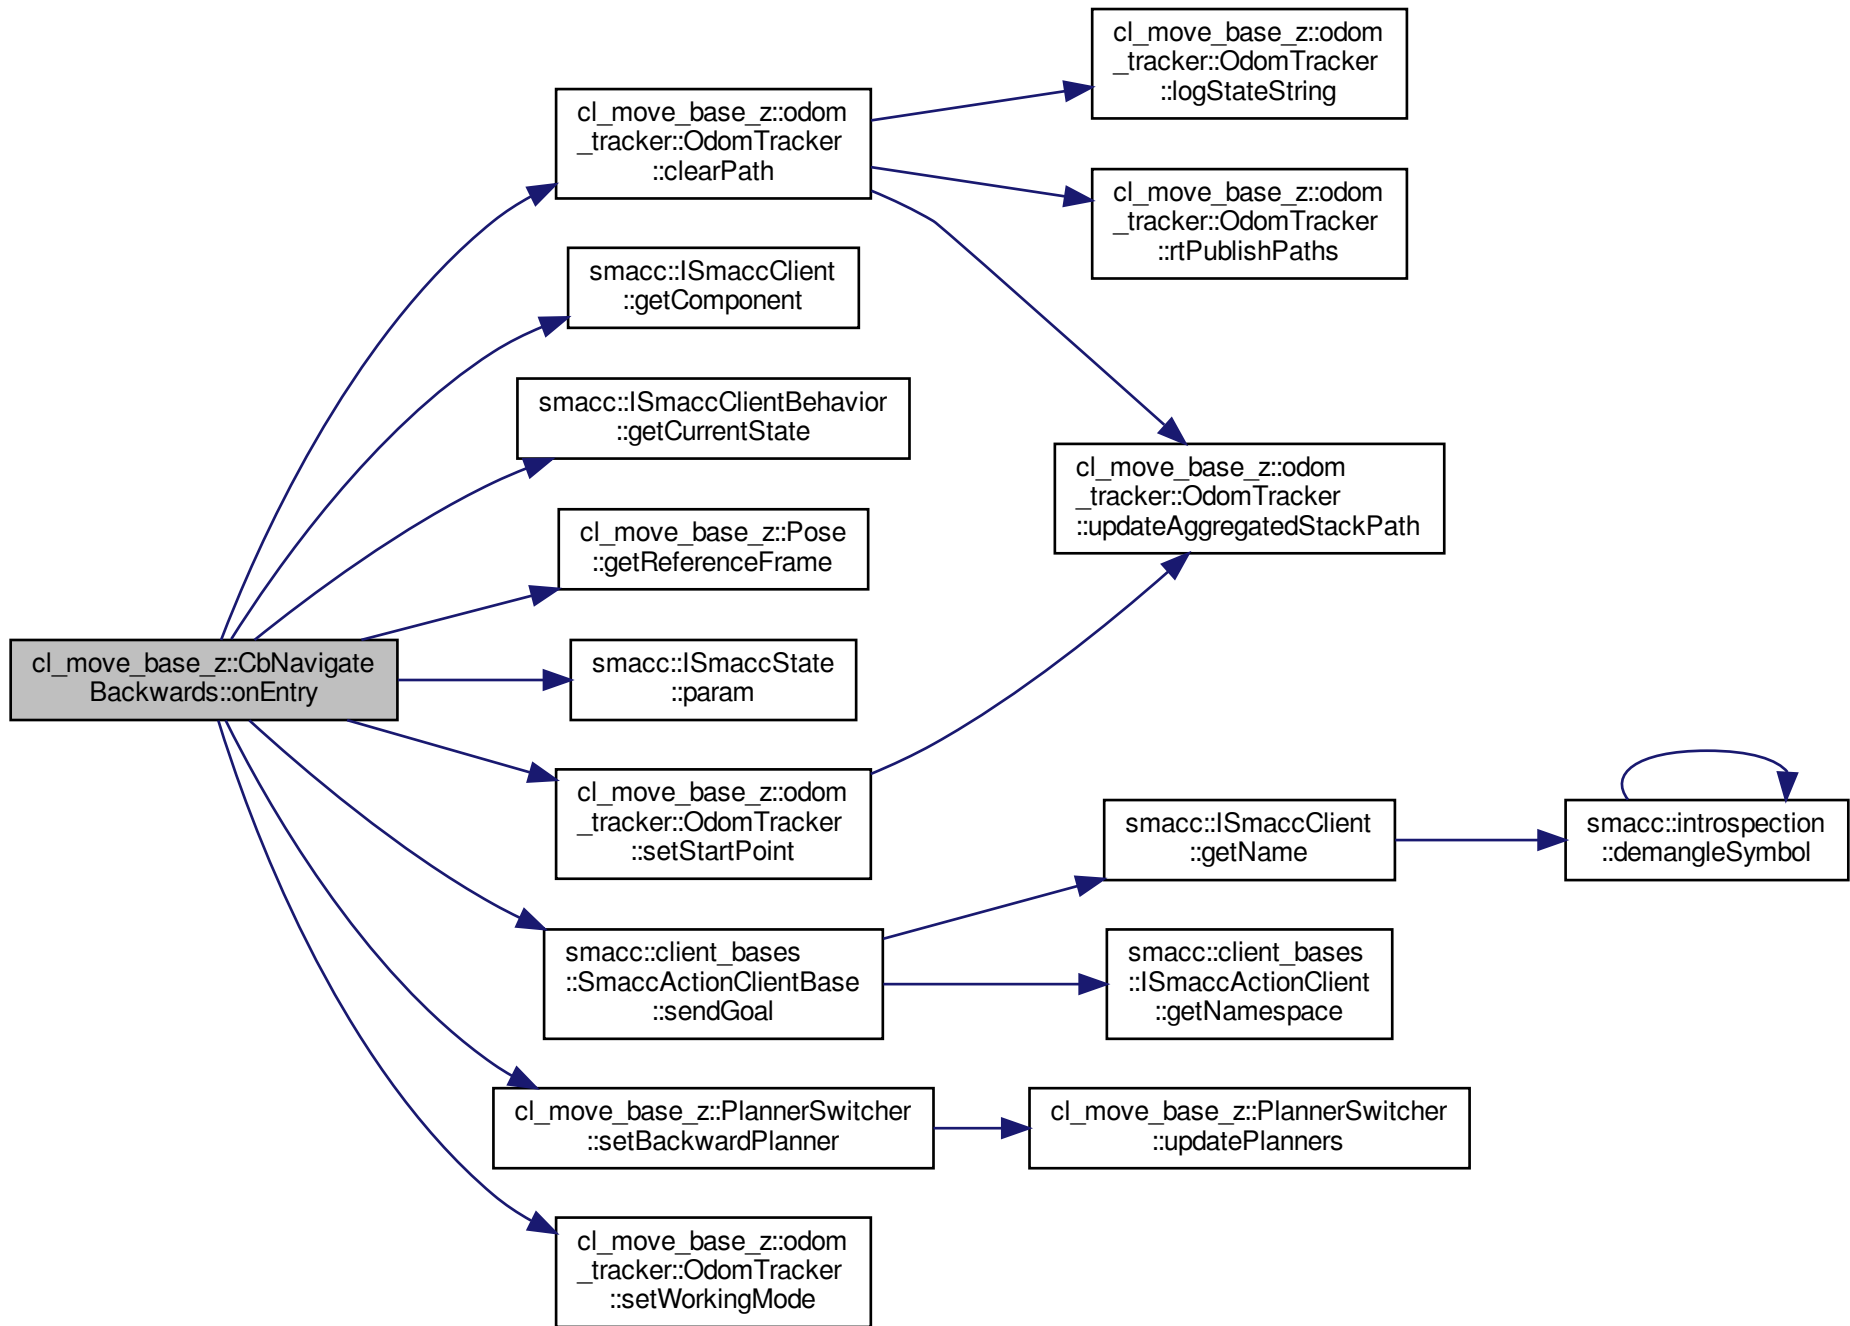 cl_move_base_z::CbNavigate
Backwards::onEntry
cl_move_base_z::odom
_tracker::OdomTracker
::clearPath
smacc::ISmaccClient
::getComponent
smacc::ISmaccClientBehavior
::getCurrentState
cl_move_base_z::Pose
::getReferenceFrame
smacc::ISmaccState
::param
cl_move_base_z::odom
_tracker::OdomTracker
::setStartPoint
smacc::client_bases
::SmaccActionClientBase
::sendGoal
cl_move_base_z::PlannerSwitcher
::setBackwardPlanner
cl_move_base_z::odom
_tracker::OdomTracker
::setWorkingMode
cl_move_base_z::odom
_tracker::OdomTracker
::logStateString
cl_move_base_z::odom
_tracker::OdomTracker
::rtPublishPaths
cl_move_base_z::odom
_tracker::OdomTracker
::updateAggregatedStackPath
smacc::ISmaccClient
::getName
smacc::client_bases
::ISmaccActionClient
::getNamespace
cl_move_base_z::PlannerSwitcher
::updatePlanners
smacc::introspection
::demangleSymbol